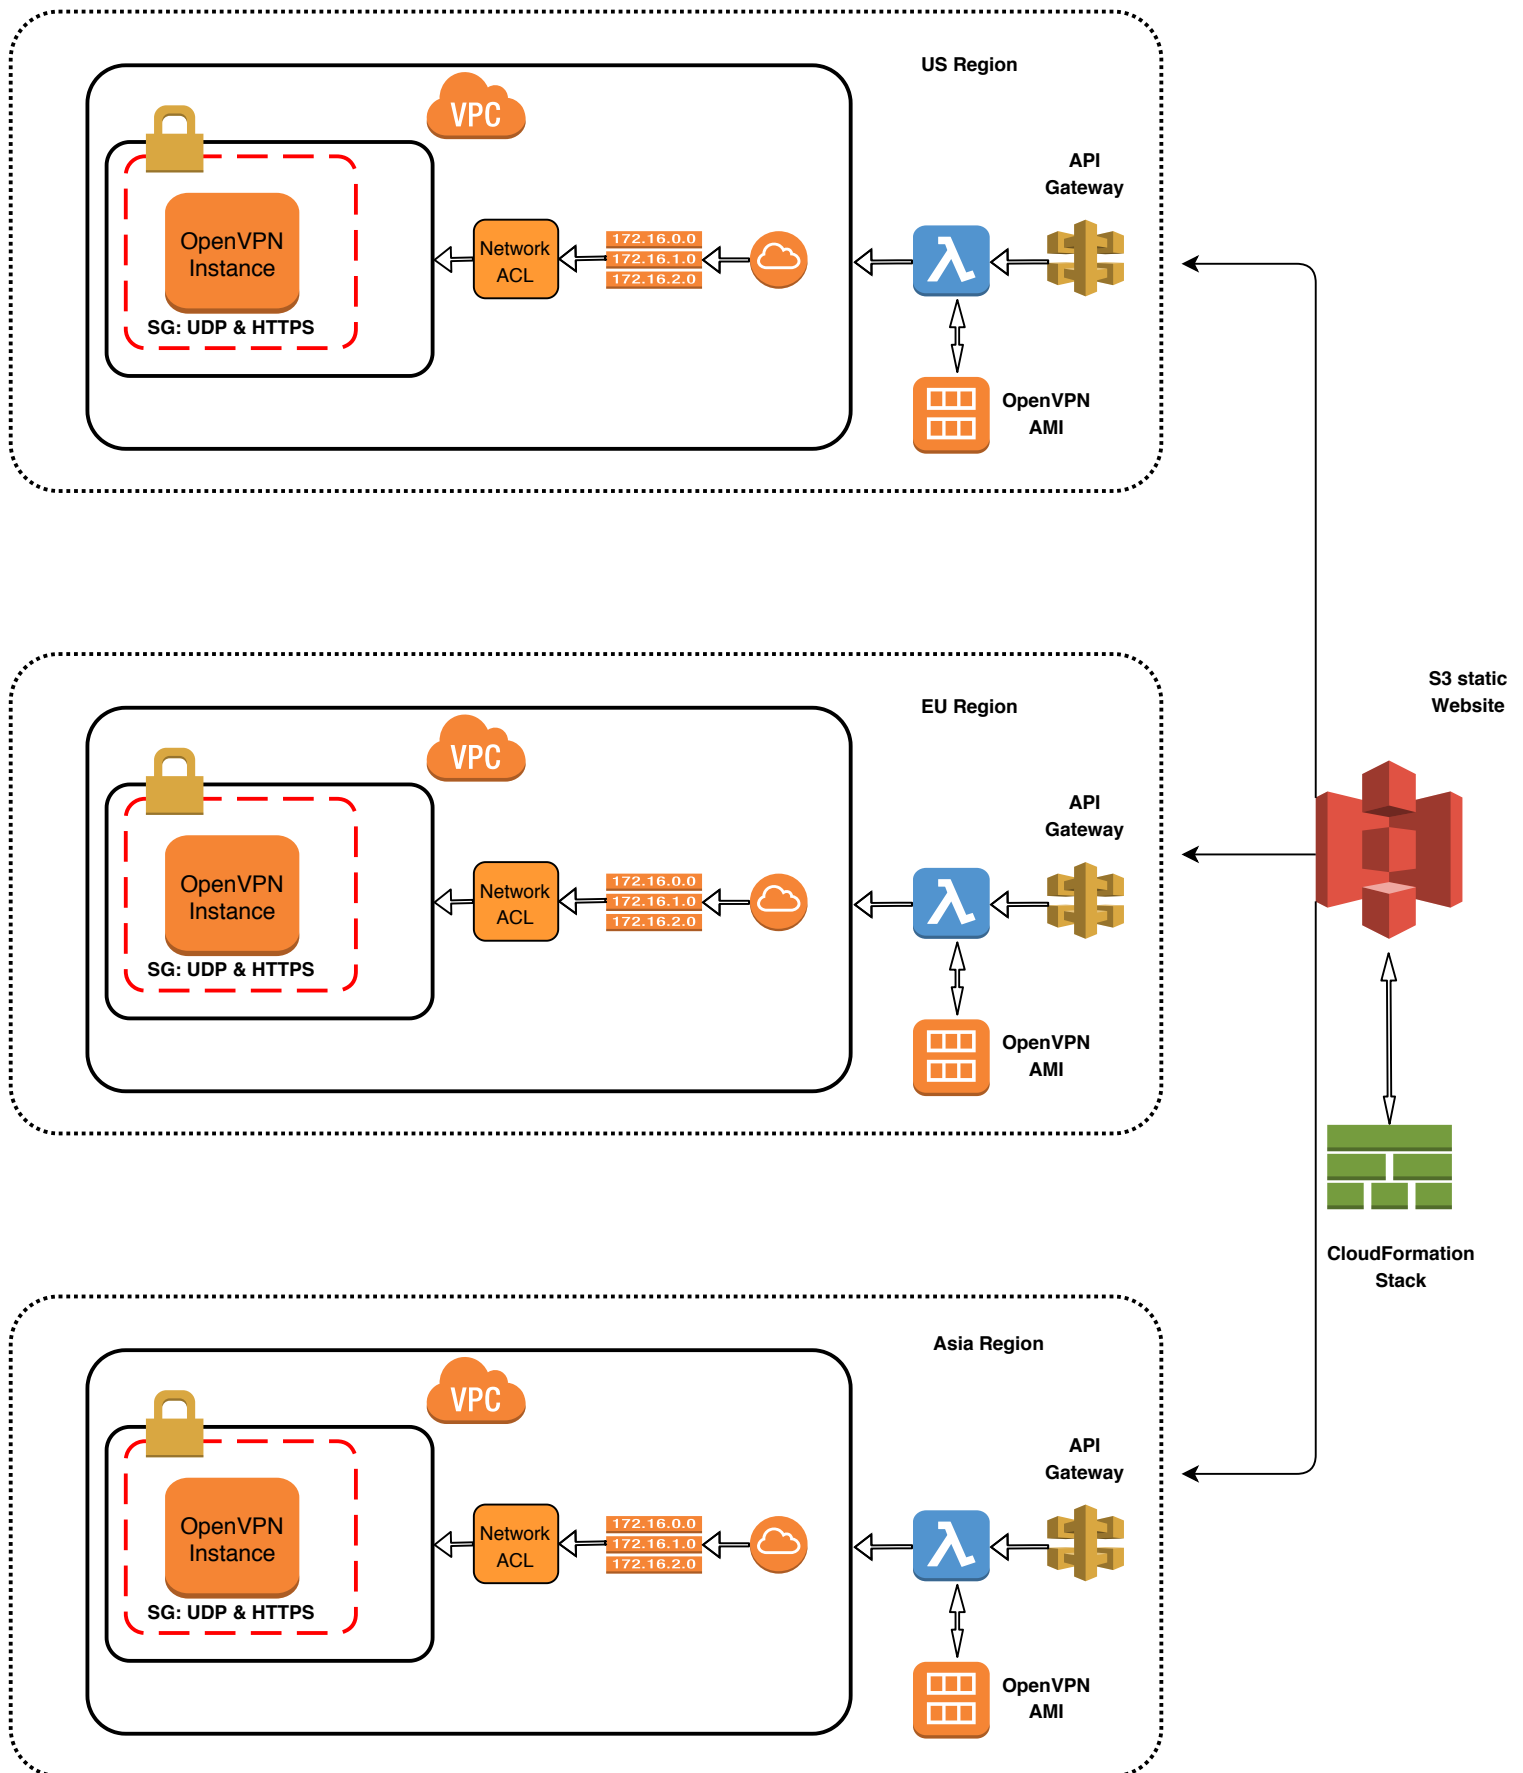 US Region
VPC
API
Gateway
OpenVPN
Instance
SG: UDP & HTTPS
Network
ACL
172.16.0.0
172.16.1.0
172.16.2.0
OpenVPN
AMI
S3 static
Website
EU Region
VPC
API
Gateway
OpenVPN
Instance
SG: UDP & HTTPS
Network
ACL
172.16.0.0
172.16.1.0
172.16.2.0
OpenVPN
AMI
CloudFormation
Stack
Asia Region
VPC
API
Gateway
OpenVPN
Instance
SG: UDP & HTTPS
Network
ACL
172.16.0.0
172.16.1.0
172.16.2.0
OpenVPN
AMI